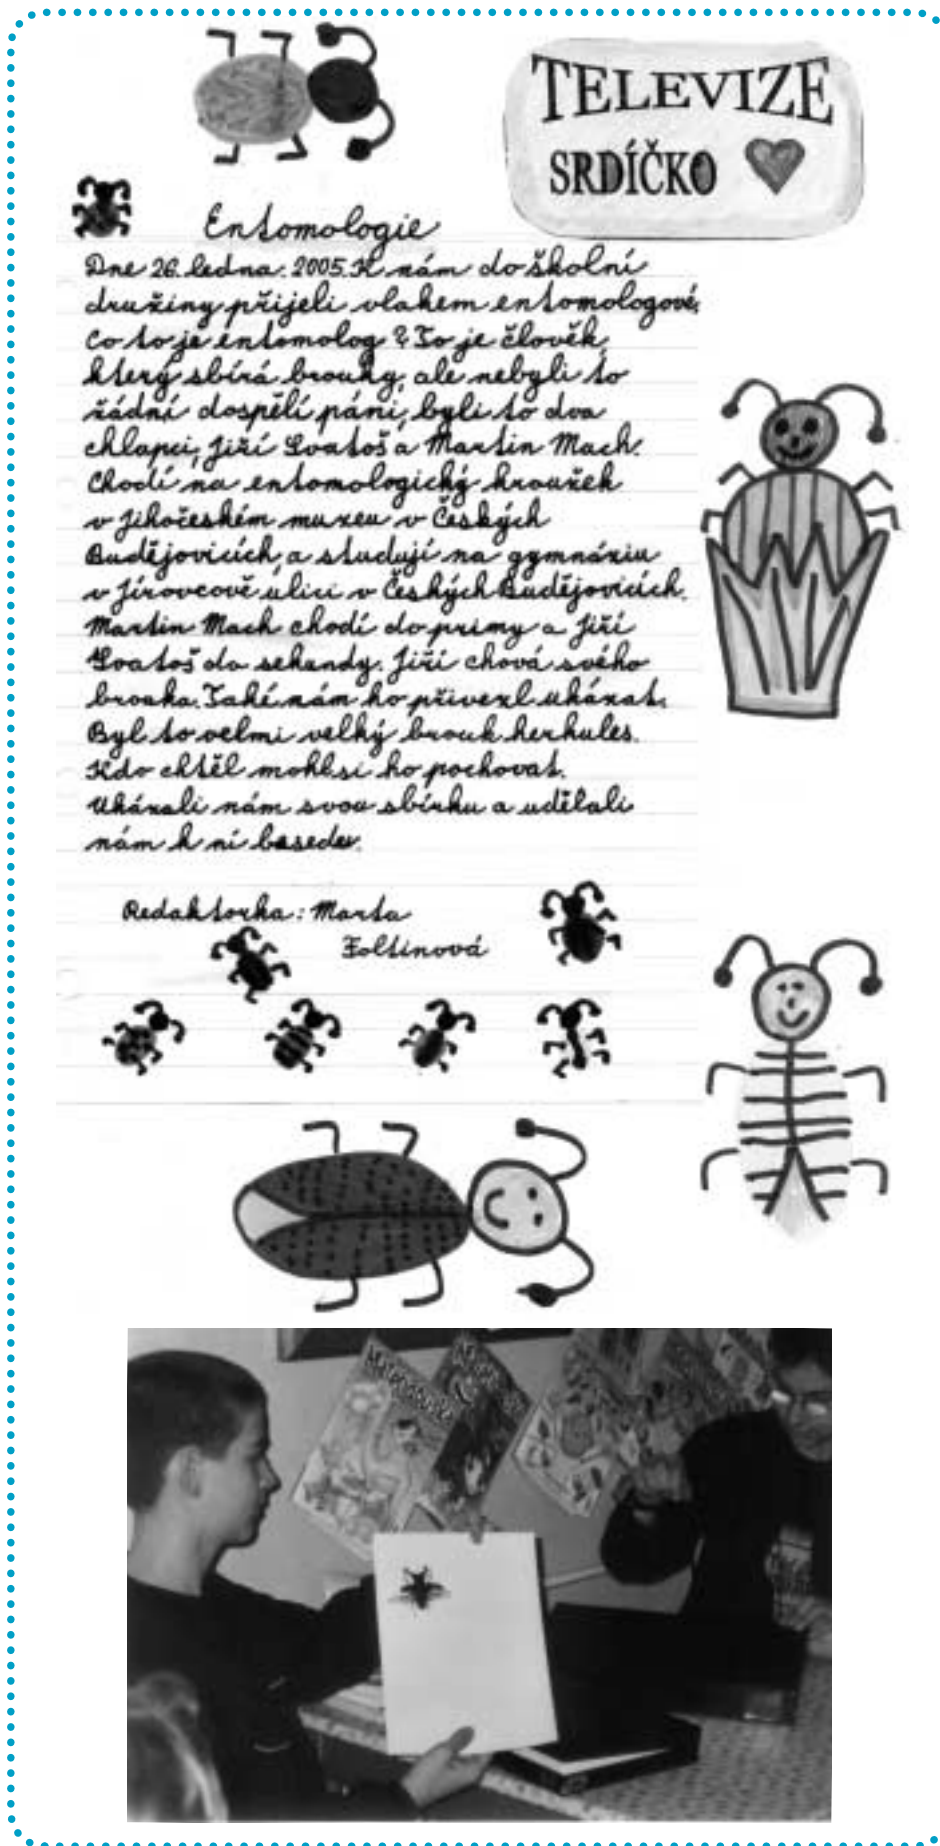 TELEVIZE
SRDÍČKO
Entomologie
Dne 26. ledna. 2005. K nám do školní
družiny přijeli vlakem entomologové.
Co to je entomolog? To je člověk,
který sbírá brouky, ale nebyli to
žádní dospělí páni, byli to dva
chlapci, Jiří Svatoš a Martin Mach.
Chodí na entomologický kroužek
v Jihočeském muzeu v Českých
Budějovicích, a studují na gymnáziu
v Jírovcově ulici v Českých Budějovicích.
Martin Mach chodí do primy a Jiří
Svatoš do sekundy. Jiří chová svého
brouka. Také nám ho přivezl ukázat.
Byl to velmi velký brouk herkules.
Kdo chtěl mohl si ho pochovat.
Ukázali nám svou sbírku a udělali
nám k ní besedu.
Redaktorka: Marta
Foltinová